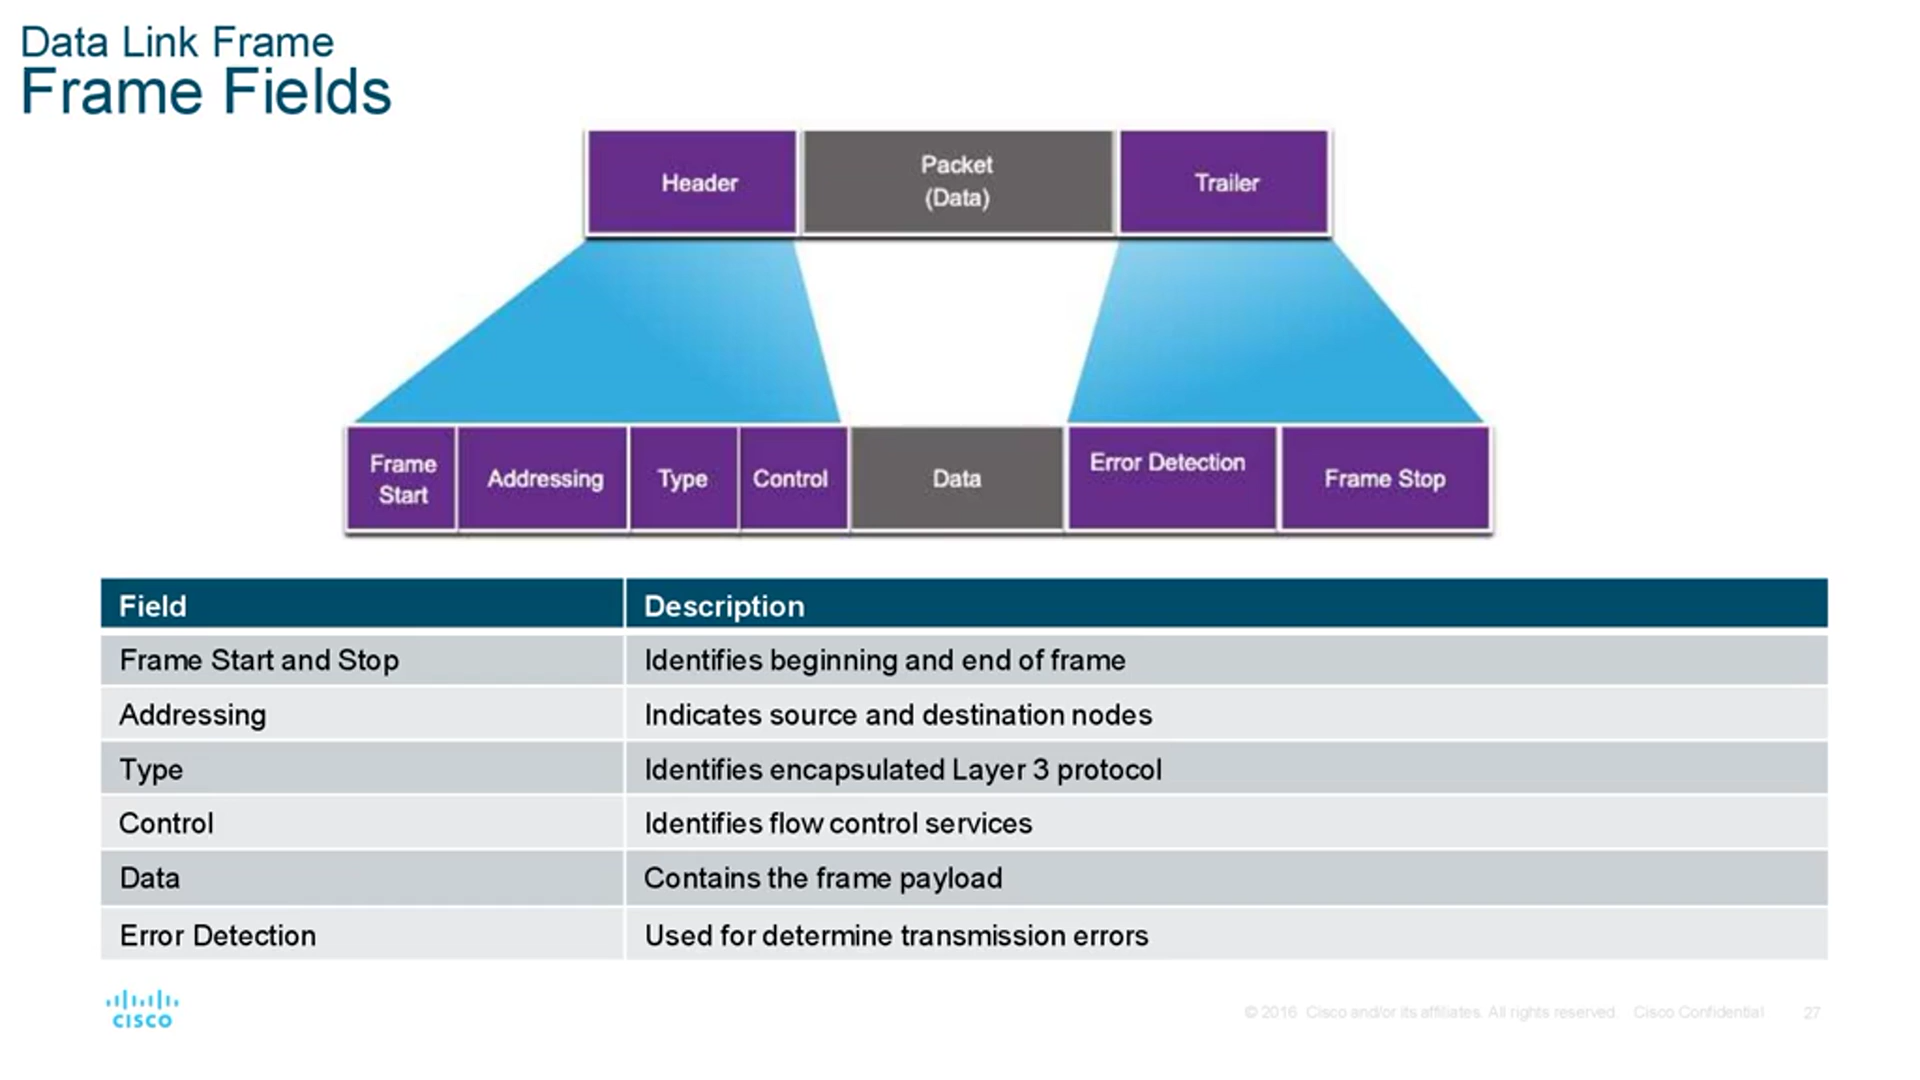 Data Link Frame
Frame Fields
Header
Packet
(Data)
Trailer
Frame
Start
Addressing
Type
Control
Data
Error Detection
Frame Stop
Field Description
Frame Start and Stop Identifies beginning and end of frame
Addressing Indicates source and destination nodes
Type Identifies encapsulated Layer 3 protocol
Control Identifies flow control services
Data Contains the frame payload
Error Detection Used for determine transmission errors
CISCO
© 2016 Cisco and/or its affiliates. All rights reserved. Cisco Confidential 27